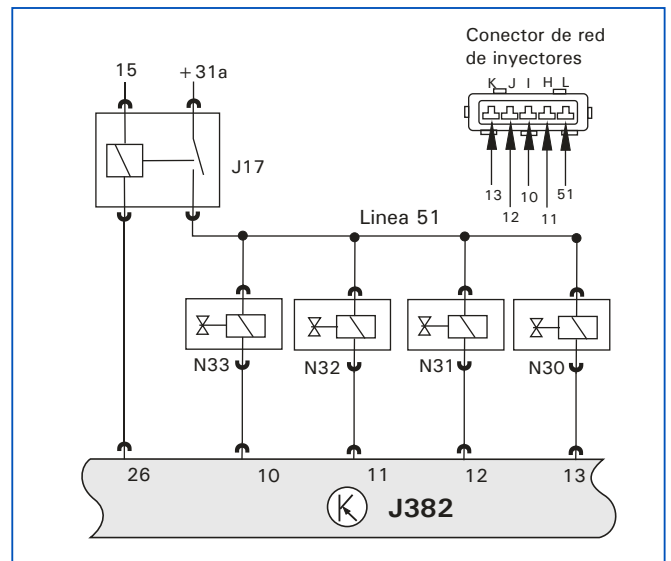 Conector de red
de inyectores
K J I H L
13 12 10 11 51
15 +31a
J17
Linea 51
N33 N32 N31 N30
26 10 11 12 13
J382